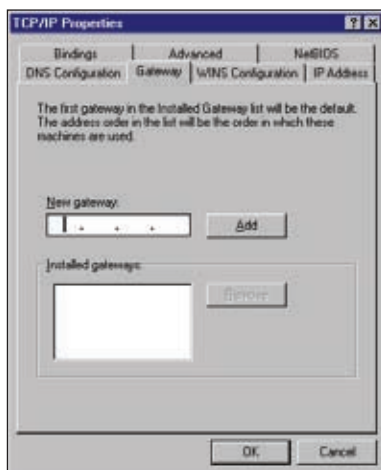 TCP/IP Properties
? X
Bindings
Advanced
NetBIOS
DNS Configuration
Gateway
WINS Configuration
IP Address
The first gateway in the Installed Gateway list will be the default.
The address order in the list will be the order in which these
machines are used.
New gateway:
. . .
Add
Installed gateways:
Remove
OK
Cancel